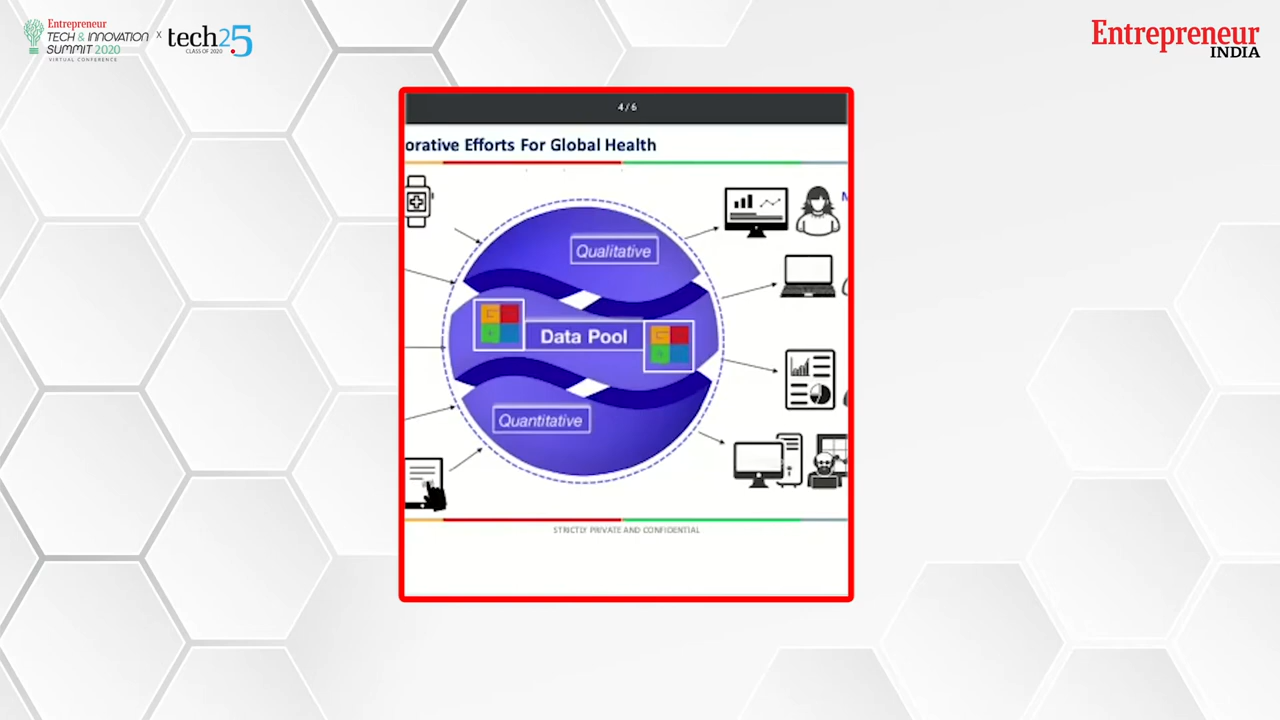 Entrepreneur
TECH & INNOVATION
SUMMIT 2020
VIRTUAL CONFERENCE
x
tech25
CLASS OF 2020
Entrepreneur
INDIA
4 / 6
orative Efforts For Global Health
Qualitative
Data Pool
Quantitative
STRICTLY PRIVATE AND CONFIDENTIAL